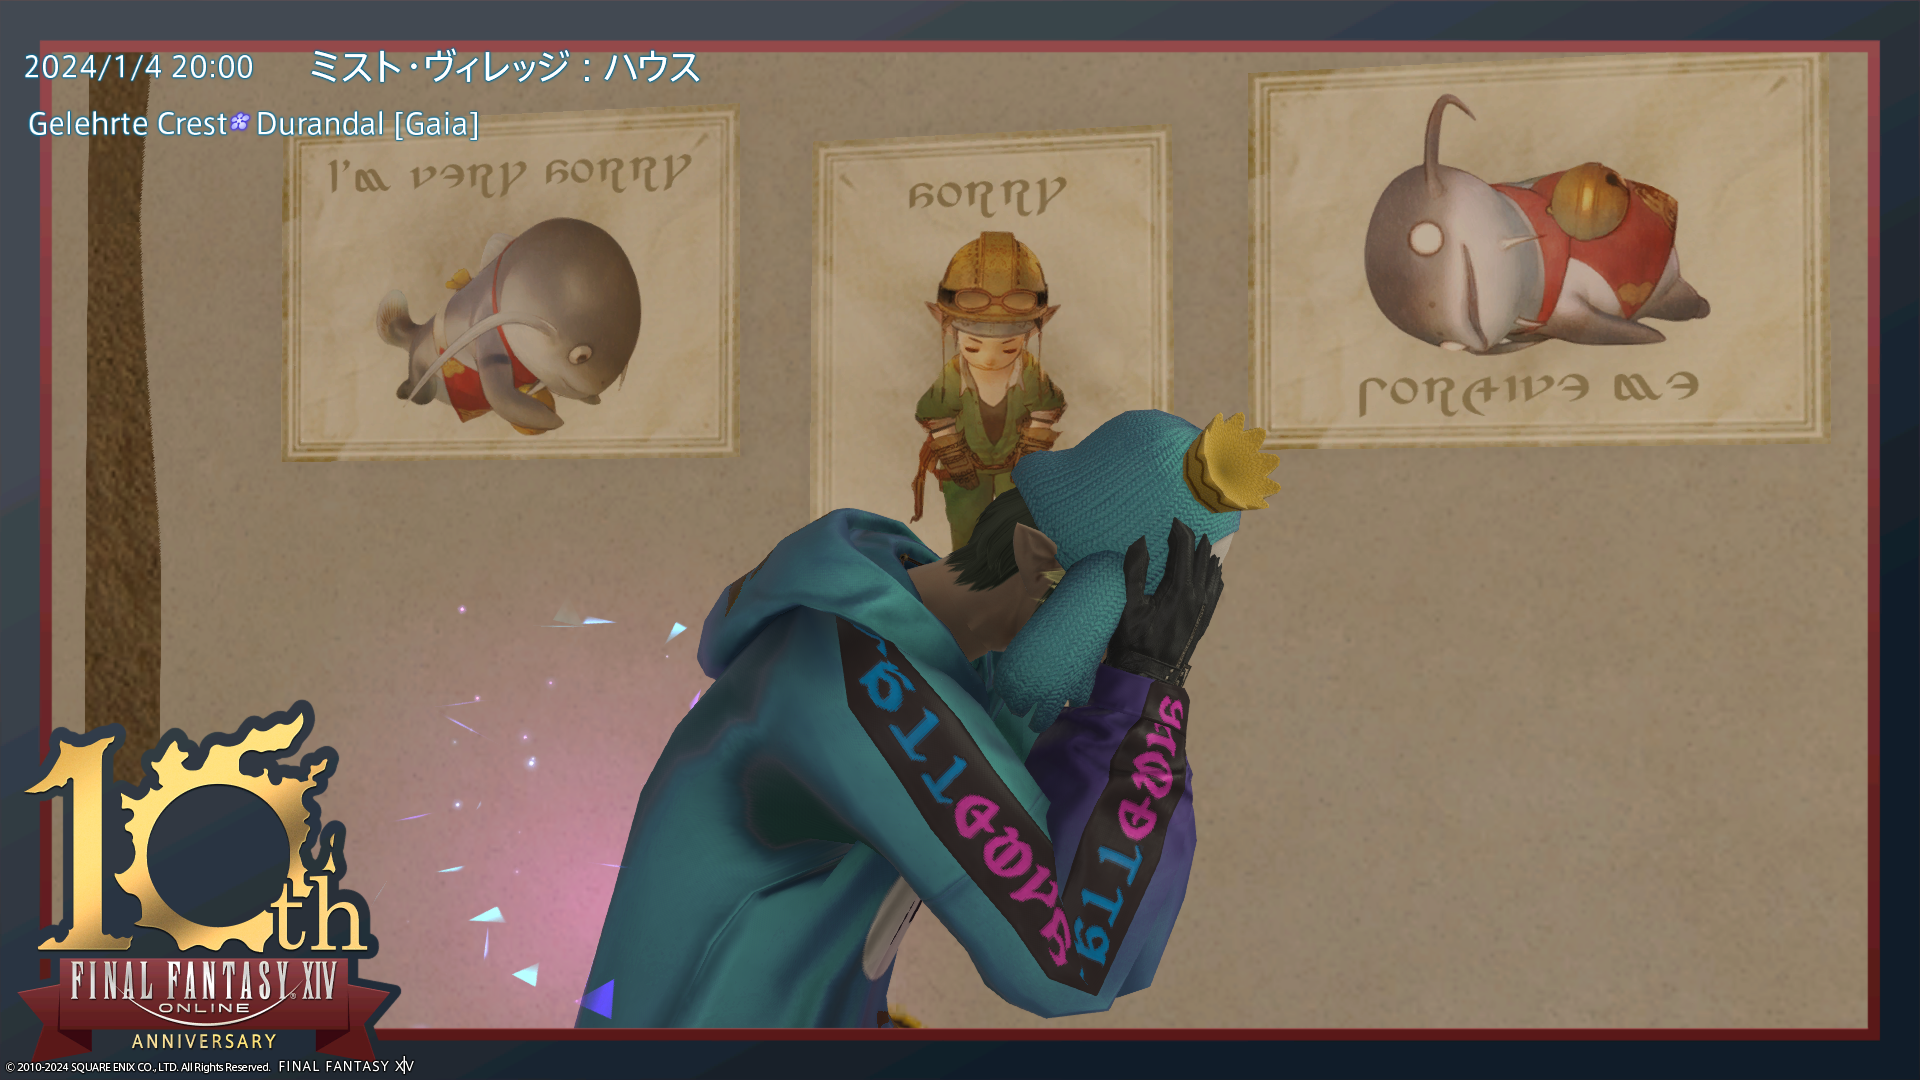 2024/1/4 20:00 ミスト・ヴィレッジ：ハウス
Gelehrte Crest Durandal [Gaia]
I'm very sorry
sorry
forgive me
10th
FINAL FANTASY XIV
ONLINE
ANNIVERSARY
© 2010-2024 SQUARE ENIX CO., LTD. All Rights Reserved. FINAL FANTASY XIV